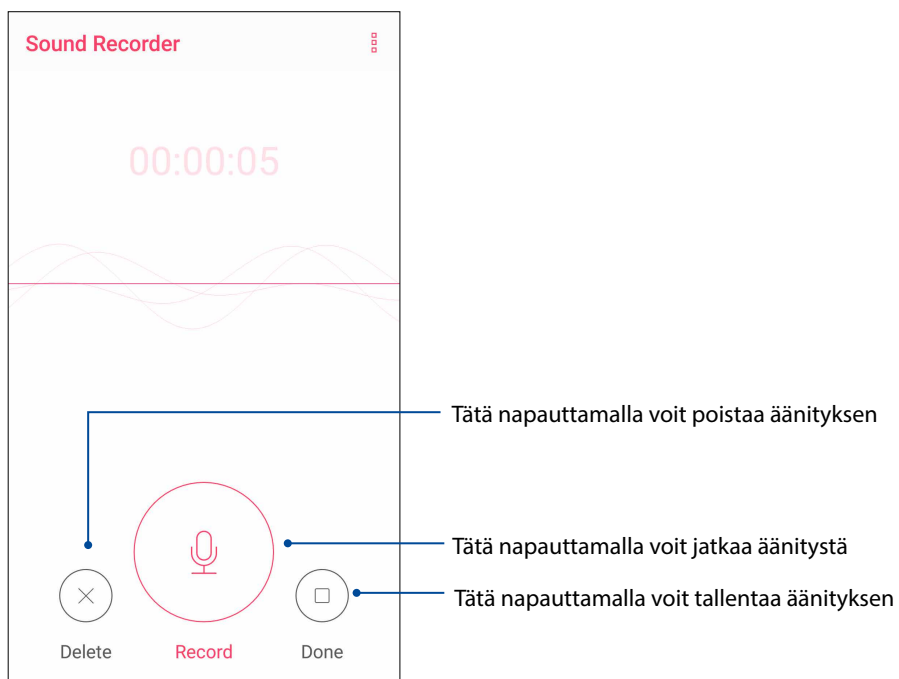 Sound Recorder
00:00:05
Tätä napauttamalla voit poistaa äänityksen
Tätä napauttamalla voit jatkaa äänitystä
Tätä napauttamalla voit tallentaa äänityksen
Delete
Record
Done